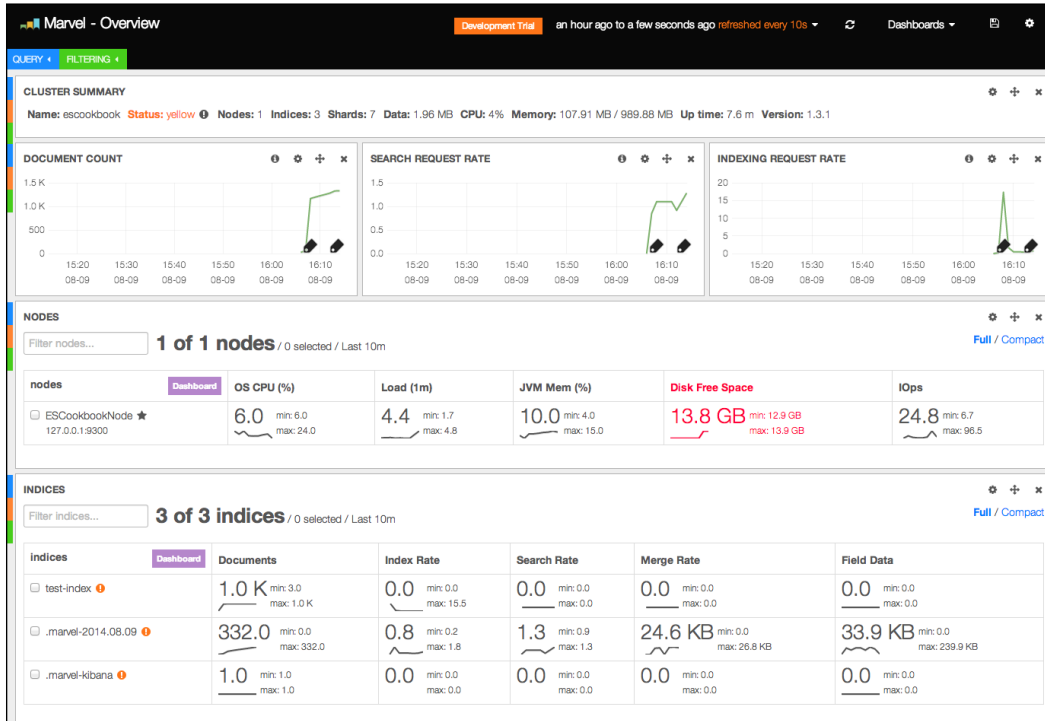 Marvel - Overview
Development Trial an hour ago to a few seconds ago refreshed every 10s Dashboards
QUERY FILTERING
CLUSTER SUMMARY
Name: escookbook Status: yellow Nodes: 1 Indices: 3 Shards: 7 Data: 1.96 MB CPU: 4% Memory: 107.91 MB / 989.88 MB Up time: 7.6 m Version: 1.3.1
DOCUMENT COUNT
1.5 K
1.0 K
500
0
15:20 15:30 15:40 15:50 16:00 16:10
08-09 08-09 08-09 08-09 08-09 08-09
SEARCH REQUEST RATE
1.5
1.0
0.5
0.0
15:20 15:30 15:40 15:50 16:00 16:10
08-09 08-09 08-09 08-09 08-09 08-09
INDEXING REQUEST RATE
20
15
10
5
0
15:20 15:30 15:40 15:50 16:00 16:10
08-09 08-09 08-09 08-09 08-09 08-09
NODES
Filter nodes... 1 of 1 nodes / 0 selected / Last 10m Full / Compact
nodes Dashboard OS CPU (%) Load (1m) JVM Mem (%) Disk Free Space IOps
ESCookbookNode 6.0 min: 6.0 4.4 min: 1.7 10.0 min: 4.0 13.8 GB min: 12.9 GB 24.8 min: 6.7
127.0.0.1:9300 max: 24.0 max: 4.8 max: 15.0 max: 13.9 GB max: 96.5
INDICES
Filter indices... 3 of 3 indices / 0 selected / Last 10m Full / Compact
indices Dashboard Documents Index Rate Search Rate Merge Rate Field Data
test-index 1.0 K min: 3.0 0.0 min: 0.0 0.0 min: 0.0 0.0 min: 0.0 0.0 min: 0.0
max: 1.0 K max: 15.5 max: 0.0 max: 0.0 max: 0.0
.marvel-2014.08.09 332.0 min: 0.0 0.8 min: 0.2 1.3 min: 0.9 24.6 KB min: 0.0 33.9 KB min: 0.0
max: 332.0 max: 1.8 max: 1.3 max: 26.8 KB max: 239.9 KB
.marvel-kibana 1.0 min: 1.0 0.0 min: 0.0 0.0 min: 0.0 0.0 min: 0.0 0.0 min: 0.0
max: 1.0 max: 0.0 max: 0.0 max: 0.0 max: 0.0